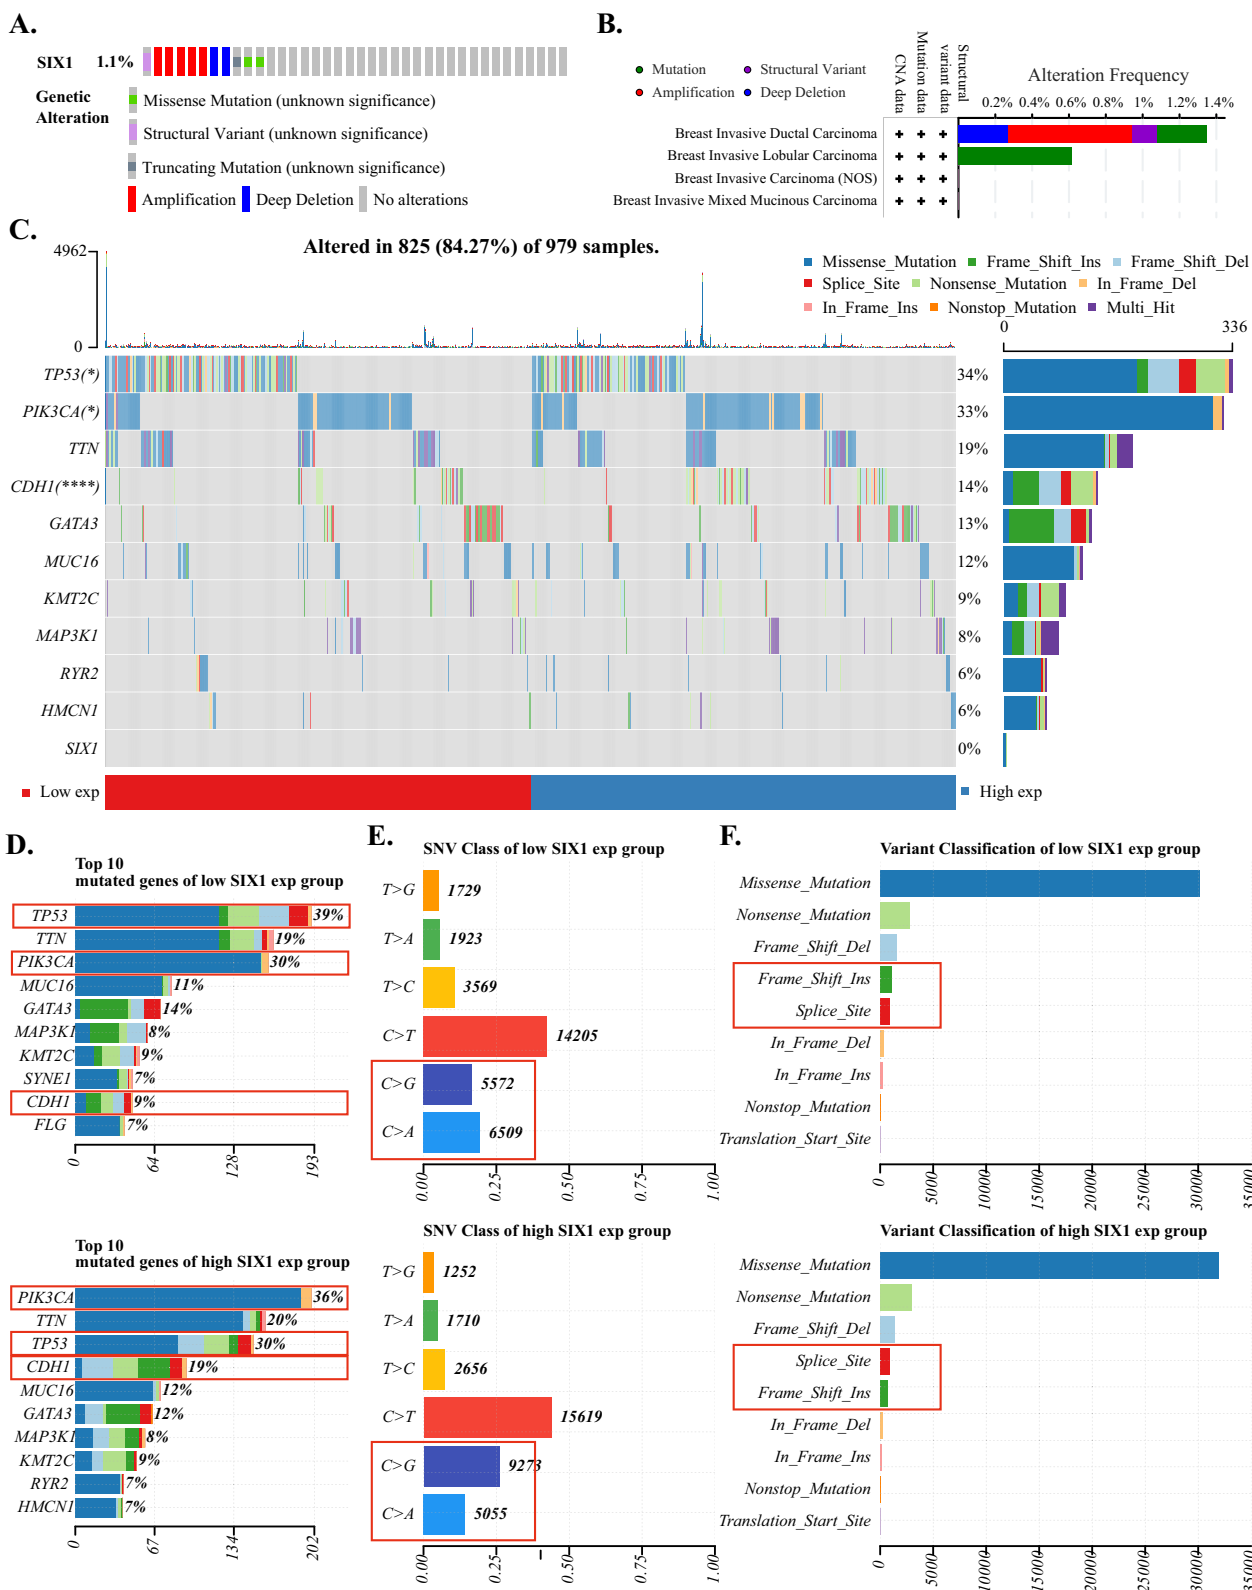 A.
SIX1 1.1%
Genetic Alteration
Missense Mutation (unknown significance)
Structural Variant (unknown significance)
Truncating Mutation (unknown significance)
Amplification Deep Deletion No alterations
B.
Mutation Structural Variant
Amplification Deep Deletion
CNA data
Mutation data
Structural variant data
Alteration Frequency
0.2% 0.4% 0.6% 0.8% 1% 1.2% 1.4%
Breast Invasive Ductal Carcinoma + + +
Breast Invasive Lobular Carcinoma + + +
Breast Invasive Carcinoma (NOS) + + +
Breast Invasive Mixed Mucinous Carcinoma + + +
C.
Altered in 825 (84.27%) of 979 samples.
4962
0
Missense_Mutation Frame_Shift_Ins Frame_Shift_Del
Splice_Site Nonsense_Mutation In_Frame_Del
In_Frame_Ins Nonstop_Mutation Multi_Hit
0 336
TP53(*) 34%
PIK3CA(*) 33%
TTN 19%
CDH1(****) 14%
GATA3 13%
MUC16 12%
KMT2C 9%
MAP3K1 8%
RYR2 6%
HMCN1 6%
SIX1 0%
Low exp High exp
D.
Top 10
mutated genes of low SIX1 exp group
TP53 39%
TTN 19%
PIK3CA 30%
MUC16 11%
GATA3 14%
MAP3K1 8%
KMT2C 9%
SYNE1 7%
CDH1 9%
FLG 7%
0 64 128 193
Top 10
mutated genes of high SIX1 exp group
PIK3CA 36%
TTN 20%
TP53 30%
CDH1 19%
MUC16 12%
GATA3 12%
MAP3K1 8%
KMT2C 9%
RYR2 7%
HMCN1 7%
0 67 134 202
E.
SNV Class of low SIX1 exp group
T>G 1729
T>A 1923
T>C 3569
C>T 14205
C>G 5572
C>A 6509
0.00 0.25 0.50 0.75 1.00
SNV Class of high SIX1 exp group
T>G 1252
T>A 1710
T>C 2656
C>T 15619
C>G 9273
C>A 5055
0.00 0.25 0.50 0.75 1.00
F.
Variant Classification of low SIX1 exp group
Missense_Mutation
Nonsense_Mutation
Frame_Shift_Del
Frame_Shift_Ins
Splice_Site
In_Frame_Del
In_Frame_Ins
Nonstop_Mutation
Translation_Start_Site
0 5000 10000 15000 20000 25000 30000 35000
Variant Classification of high SIX1 exp group
Missense_Mutation
Nonsense_Mutation
Frame_Shift_Del
Splice_Site
Frame_Shift_Ins
In_Frame_Del
In_Frame_Ins
Nonstop_Mutation
Translation_Start_Site
0 5000 10000 15000 20000 25000 30000 35000